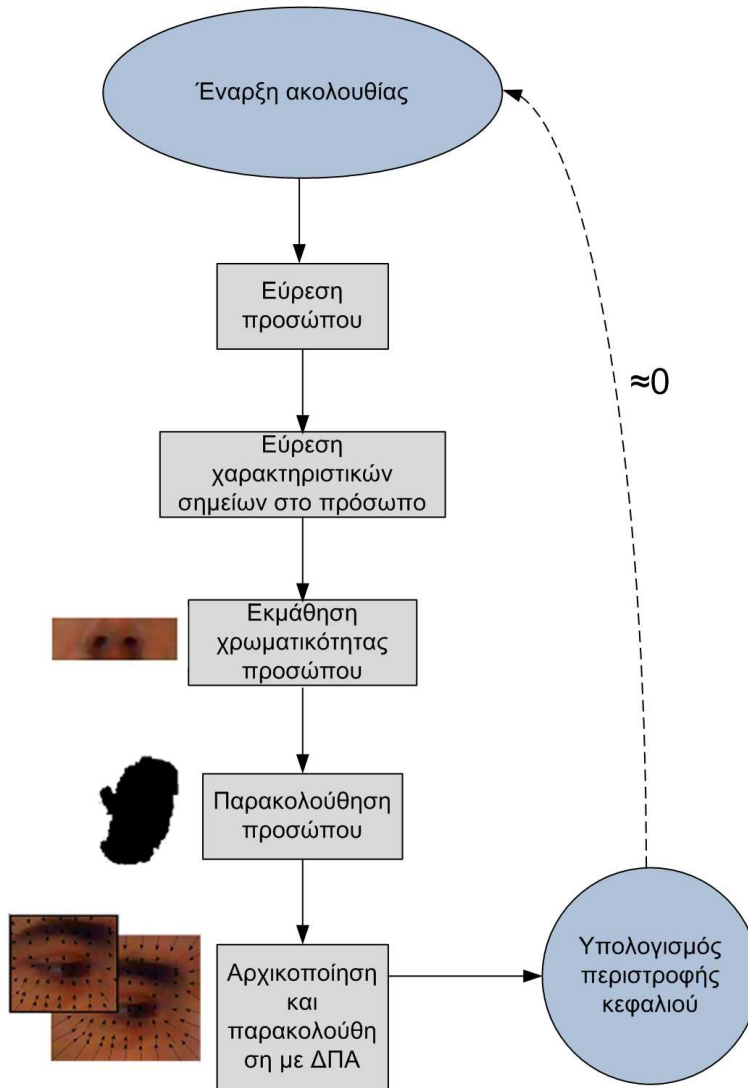 Έναρξη ακολουθίας
Εύρεση
προσώπου
Εύρεση
χαρακτηριστικών
σημείων στο πρόσωπο
≈0
Εκμάθηση
χρωματικότητας
προσώπου
Παρακολούθηση
προσώπου
Αρχικοποίηση
και
παρακολούθη
ση με ΔΠΑ
Υπολογισμός
περιστροφής
κεφαλιού